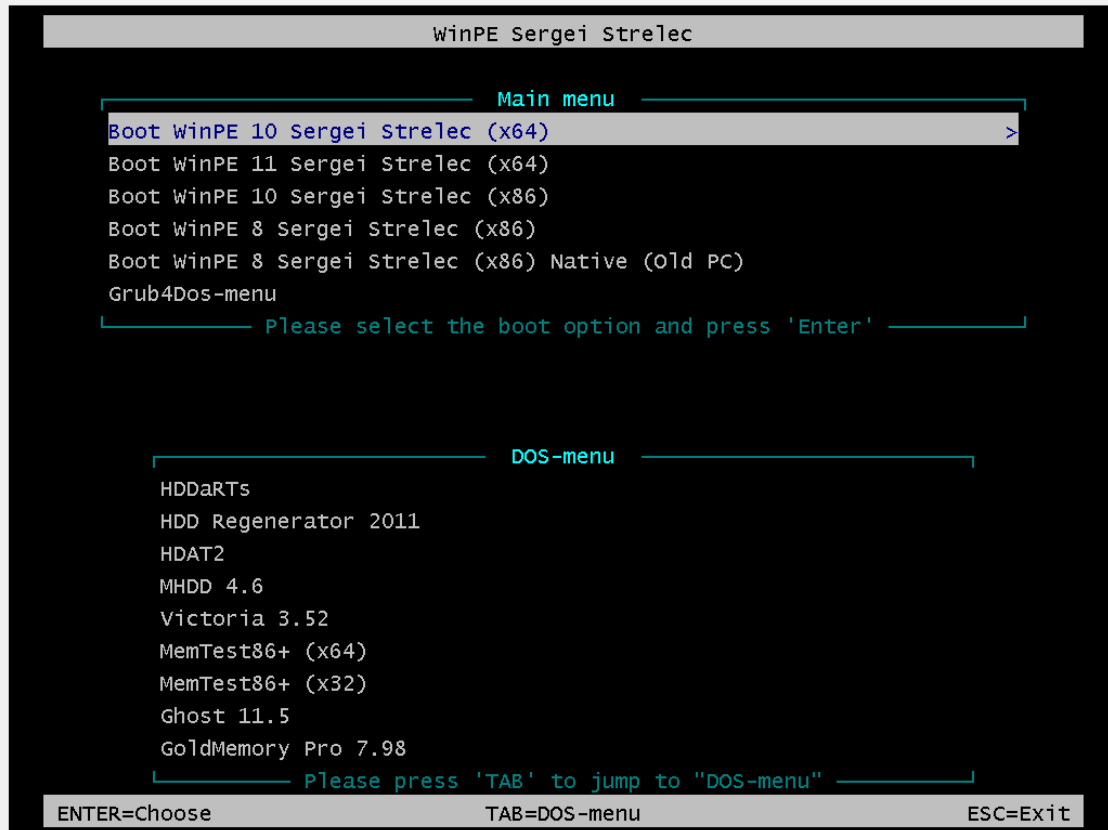 WinPE Sergei Strelec
Main menu
Boot WinPE 10 Sergei Strelec (x64) >
Boot WinPE 11 Sergei Strelec (x64)
Boot WinPE 10 Sergei Strelec (x86)
Boot WinPE 8 Sergei Strelec (x86)
Boot WinPE 8 Sergei Strelec (x86) Native (Old PC)
Grub4Dos-menu
Please select the boot option and press 'Enter'
DOS-menu
HDDaRTs
HDD Regenerator 2011
HDAT2
MHDD 4.6
Victoria 3.52
MemTest86+ (x64)
MemTest86+ (x32)
Ghost 11.5
GoldMemory Pro 7.98
Please press 'TAB' to jump to "DOS-menu"
ENTER=Choose TAB=DOS-menu ESC=Exit